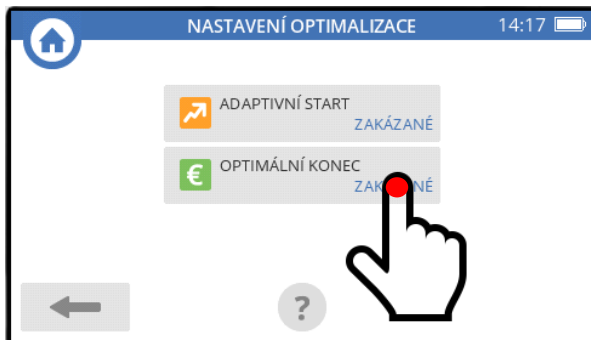 NASTAVENÍ OPTIMALIZACE 14:17
ADAPTIVNÍ START
ZAKÁZANÉ
€ OPTIMÁLNÍ KONEC
?